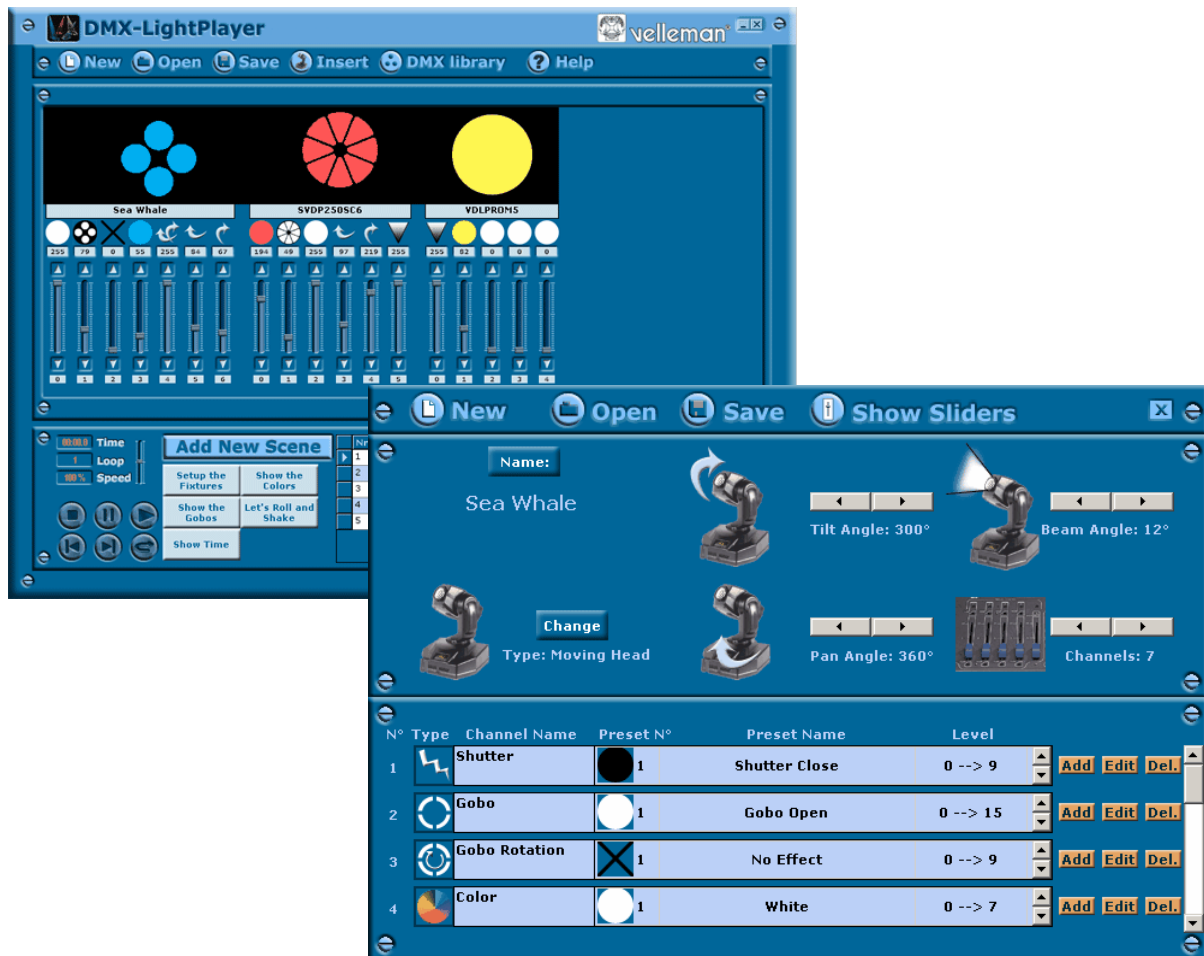 DMX-LightPlayer velleman
New Open Save Insert DMX library ? Help
Sea Whale SVDP250SC6 VDLPROM5
255 79 0 55 255 84 67 194 49 255 97 219 255 255 82 0 0 0
0 1 2 3 4 5 6 0 1 2 3 4 5 0 1 2 3 4
00:00.0 Time
1 Loop
100 % Speed
Add New Scene
Setup the Fixtures
Show the Colors
Show the Gobos
Let's Roll and Shake
Show Time
Nr
1
2
3
4
5
New Open Save Show Sliders X
Name:
Sea Whale
Tilt Angle: 300°
Beam Angle: 12°
Change
Type: Moving Head
Pan Angle: 360°
Channels: 7
N° Type Channel Name Preset N° Preset Name Level
1 Shutter 1 Shutter Close 0 --> 9 Add Edit Del.
2 Gobo 1 Gobo Open 0 --> 15 Add Edit Del.
3 Gobo Rotation 1 No Effect 0 --> 9 Add Edit Del.
4 Color 1 White 0 --> 7 Add Edit Del.